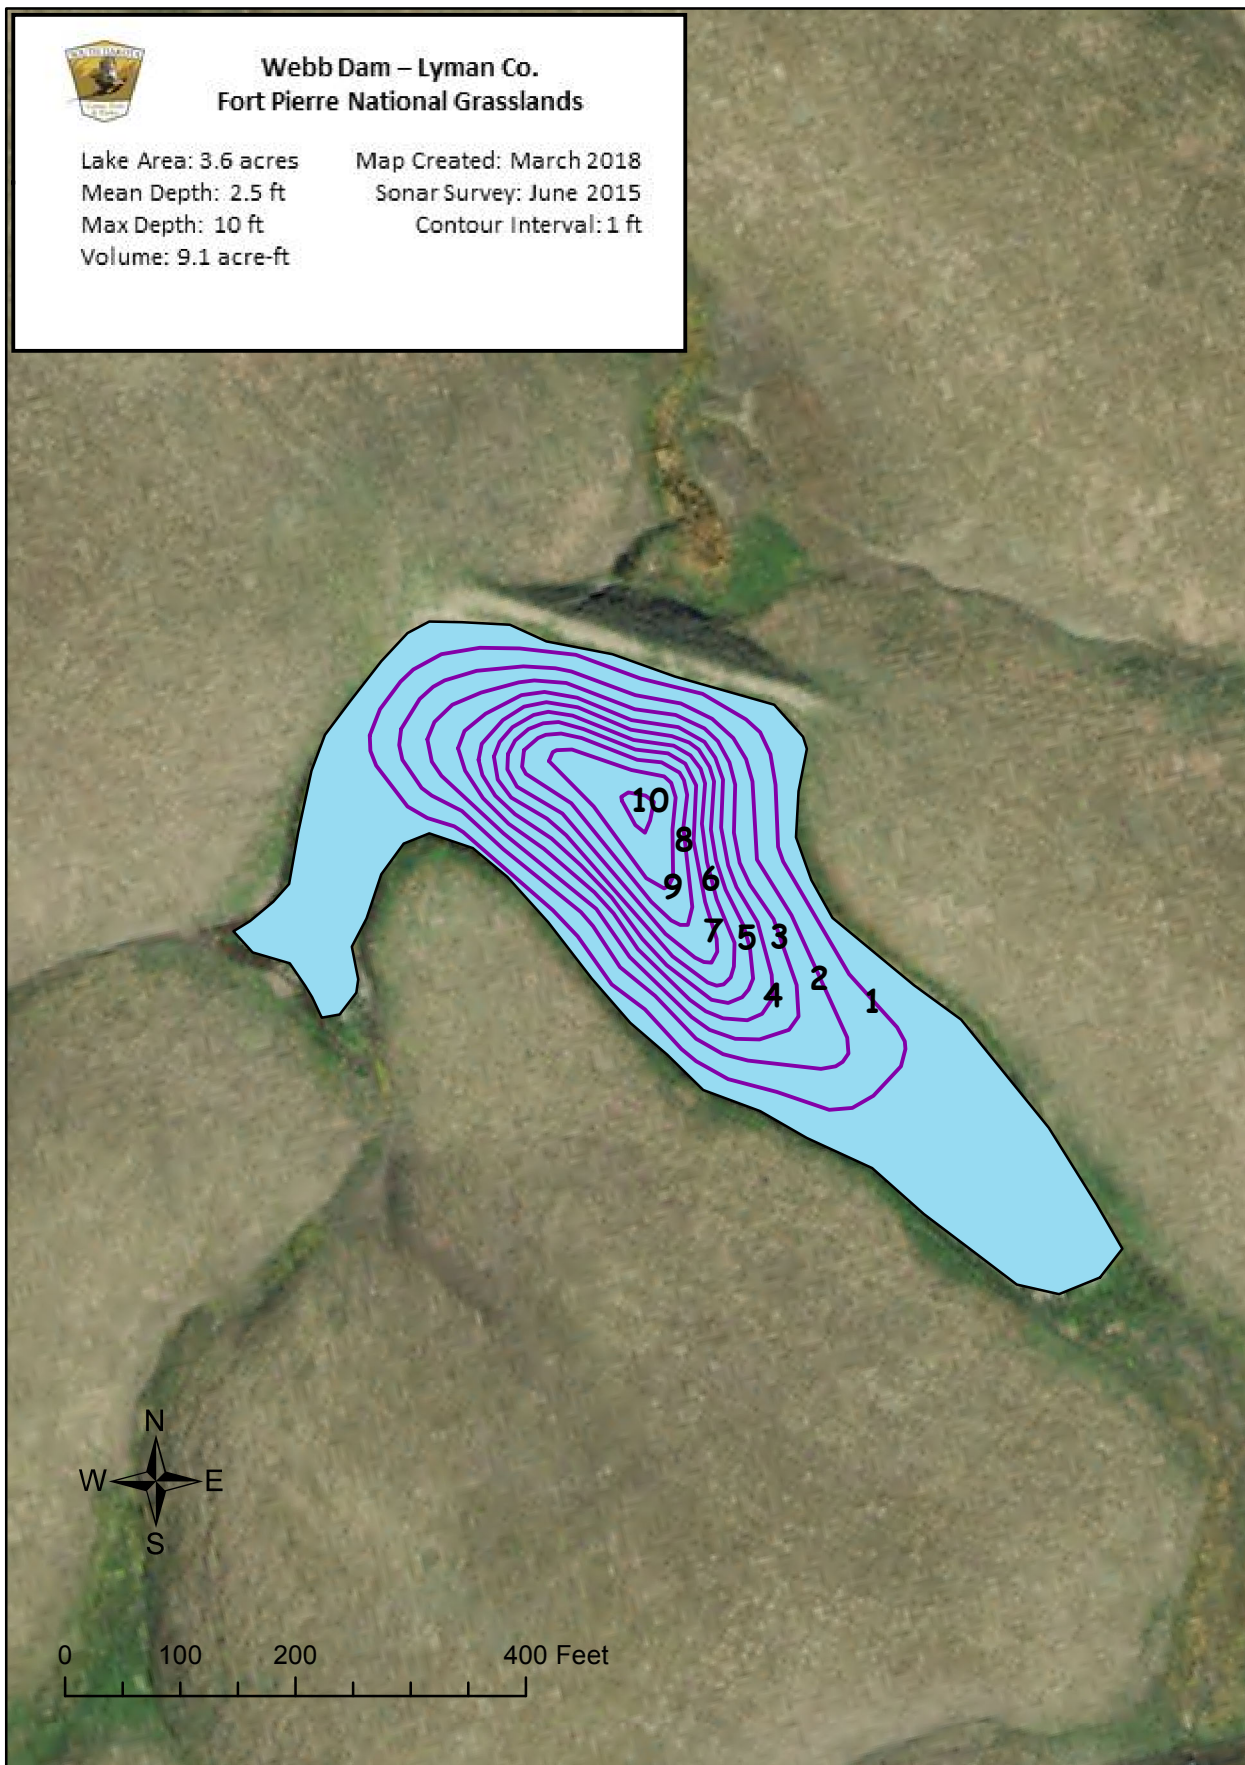 SOUTH DAKOTA
Webb Dam – Lyman Co.
Fort Pierre National Grasslands
Lake Area: 3.6 acres Map Created: March 2018
Mean Depth: 2.5 ft Sonar Survey: June 2015
Max Depth: 10 ft Contour Interval: 1 ft
Volume: 9.1 acre-ft
10
8
9
6
7
5
3
2
4
1
N
W E
S
0 100 200 400 Feet